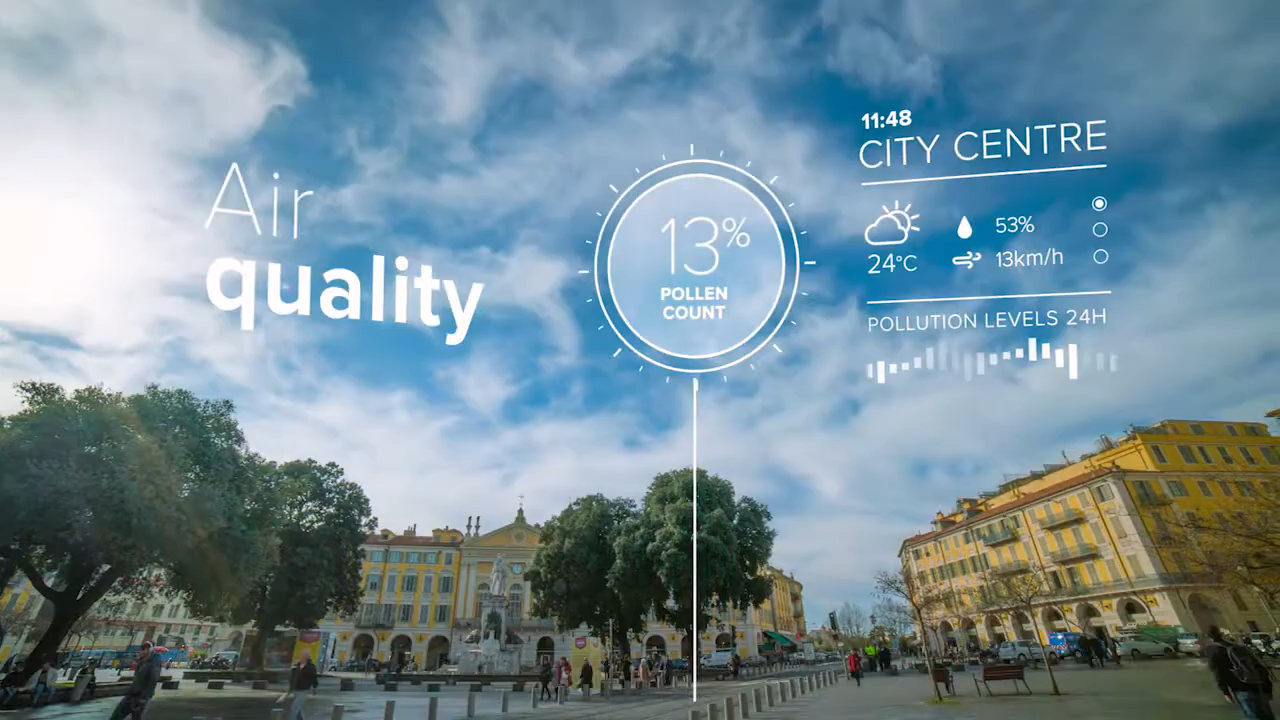 Air
quality
13%
POLLEN
COUNT
11:48
CITY CENTRE
24°C
53%
13km/h
POLLUTION LEVELS 24H